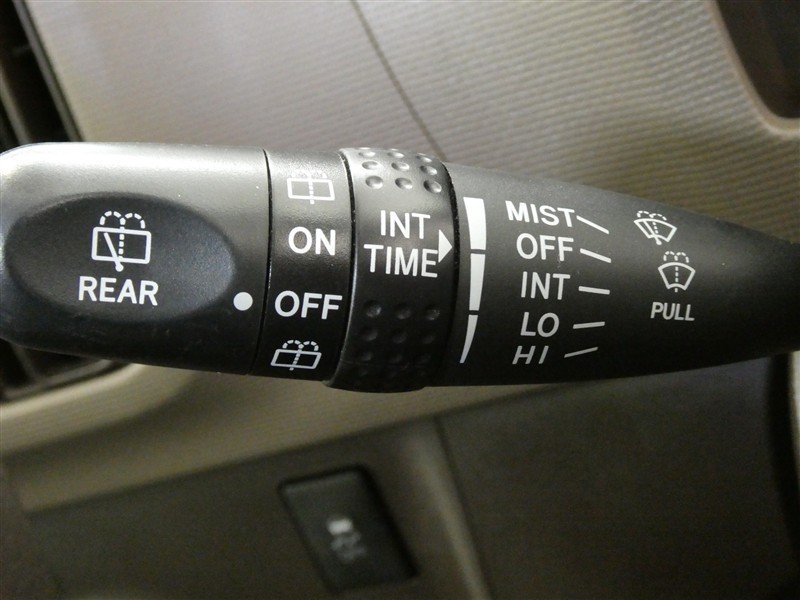 REAR
ON
OFF
INT
TIME
MIST
OFF
INT
LO
HI
PULL